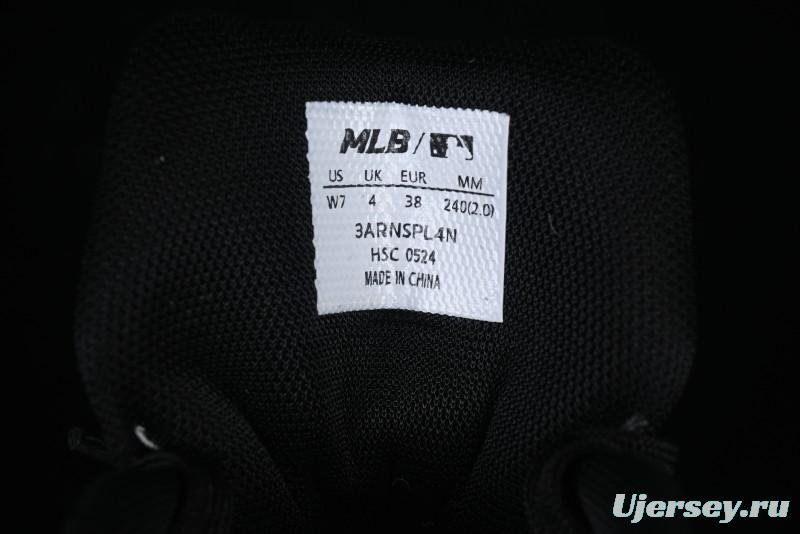 MLB /
US UK EUR MM
W7 4 38 240(2.0)
3ARNSPL4N
HSC 0524
MADE IN CHINA
Ujersey.ru